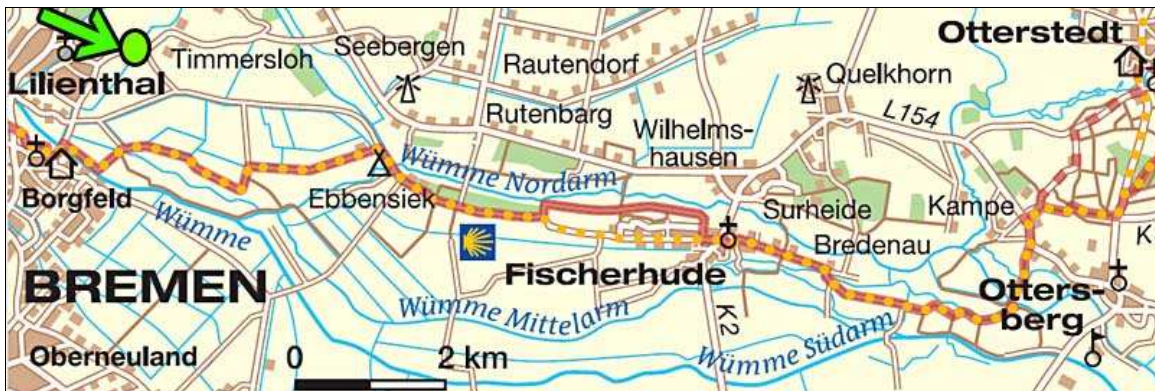 Lilienthal
Timmersloh
Seebergen
Rautendorf
Rutenbarg
Quelkhorn
Otterstedt
L154
Wilhelms-
hausen
Borgfeld
Wümme
Ebbensiek
Wümme Nordarm
Surheide
Kampe
Bredenau
K
BREMEN
Fischerhude
Wümme Mittelarm
K2
Wümme Südarm
Otters-
berg
Oberneuland
0 2 km